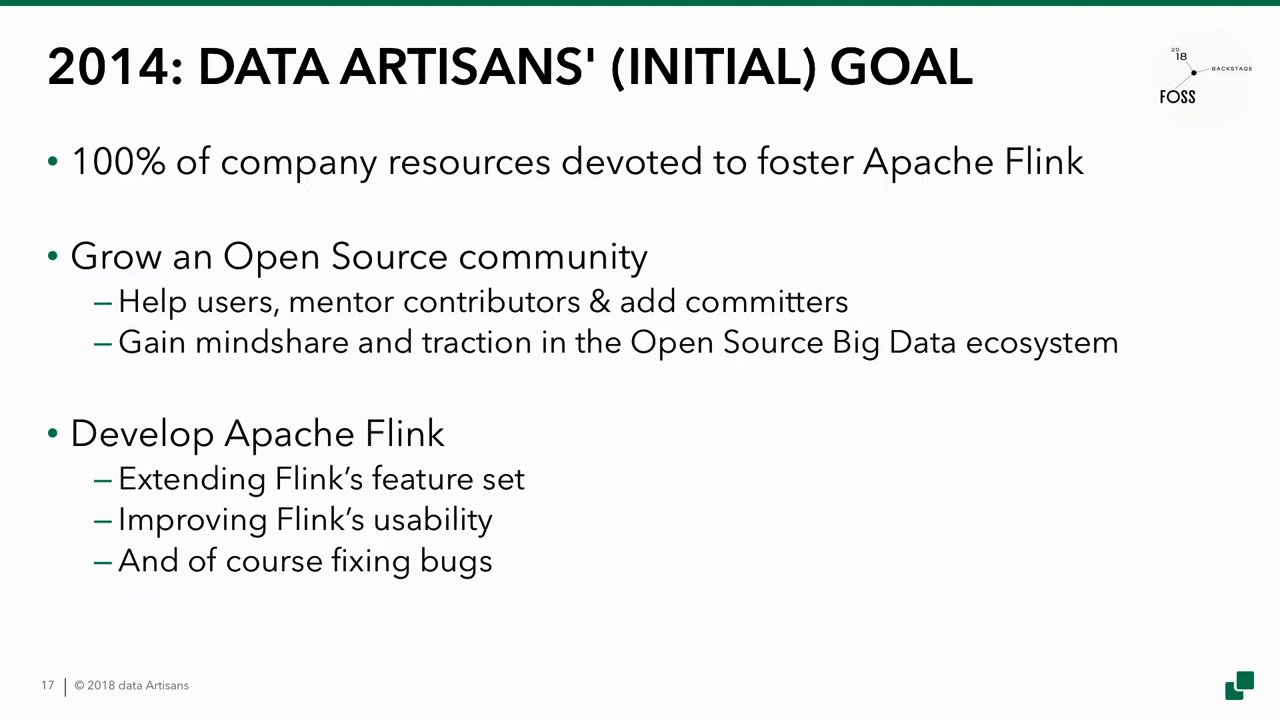 2014: DATA ARTISANS' (INITIAL) GOAL
20
18
BACKSTAGE
FOSS
• 100% of company resources devoted to foster Apache Flink
• Grow an Open Source community
– Help users, mentor contributors & add committers
– Gain mindshare and traction in the Open Source Big Data ecosystem
• Develop Apache Flink
– Extending Flink’s feature set
– Improving Flink’s usability
– And of course fixing bugs
17 | © 2018 data Artisans